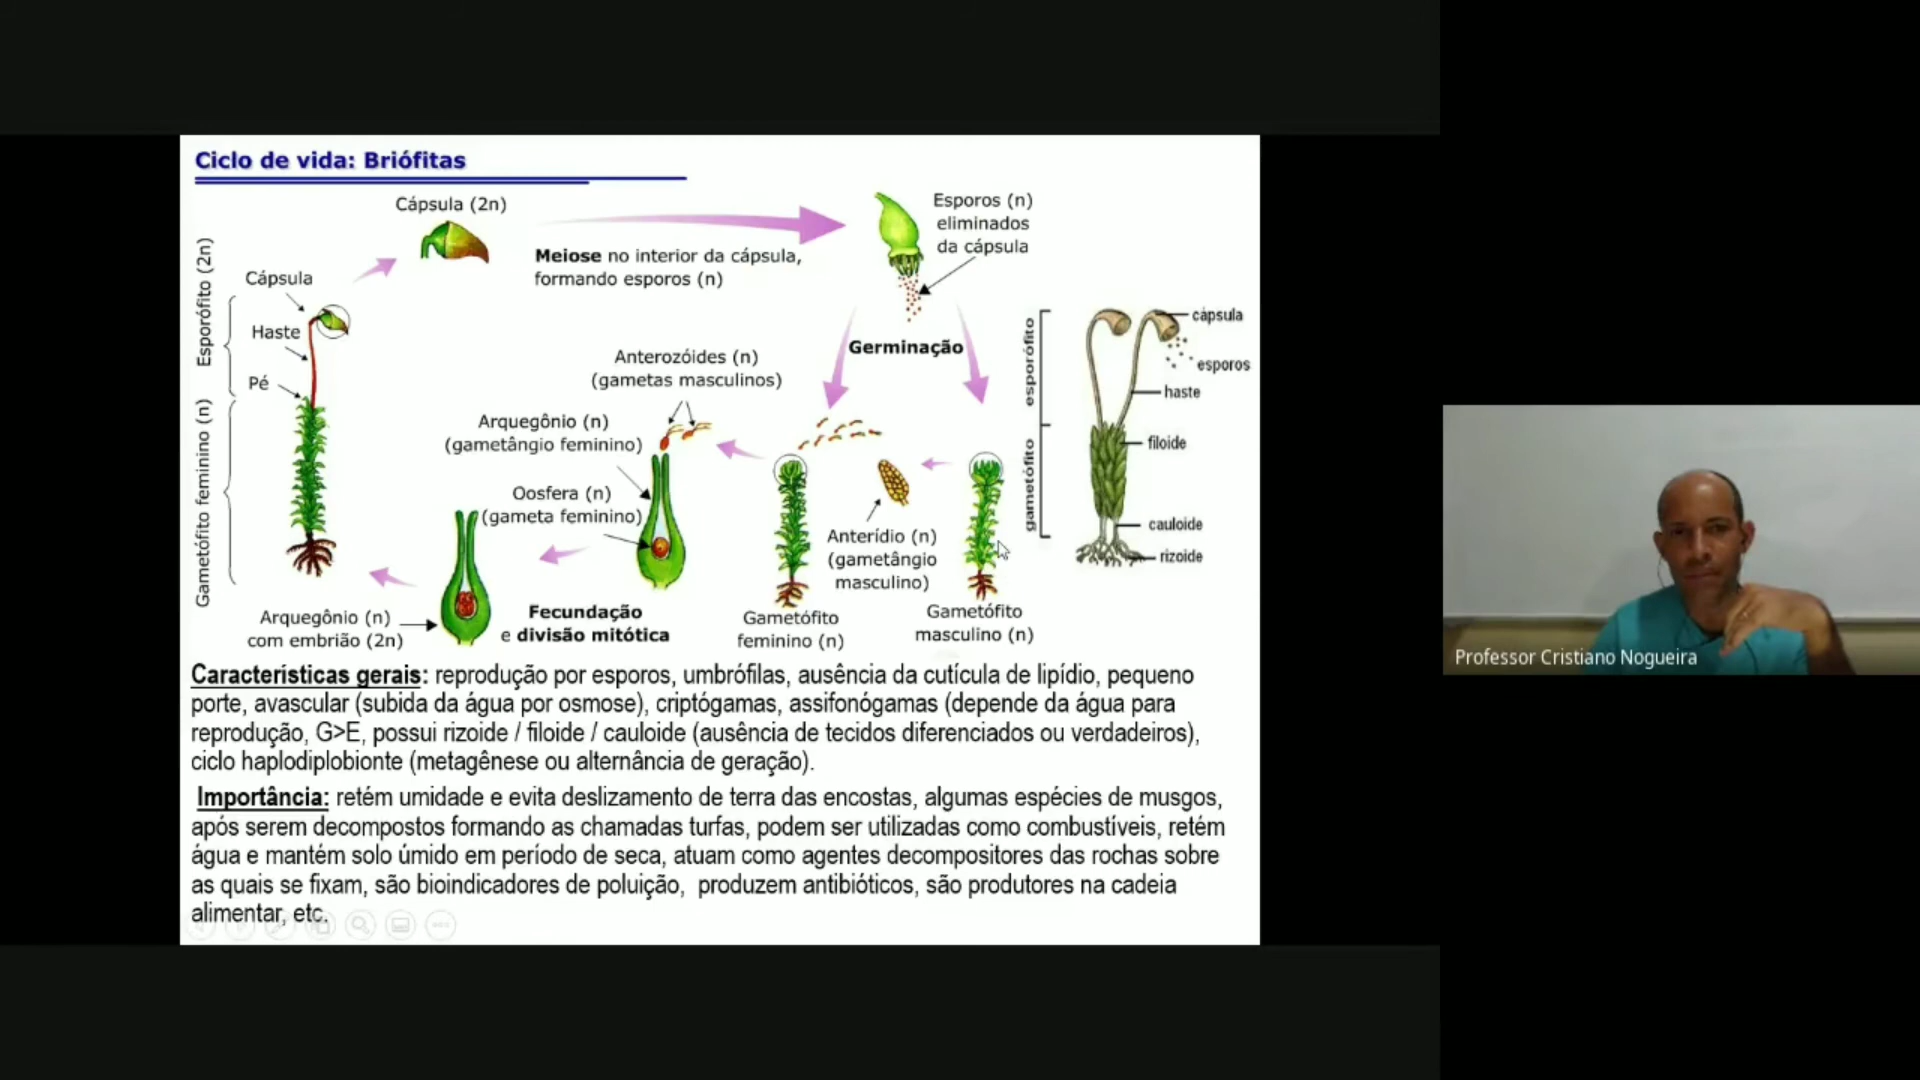 Ciclo de vida: Briófitas
Cápsula (2n)
Meiose no interior da cápsula,
formando esporos (n)
Esporos (n)
eliminados
da cápsula
Esporófito (2n)
Cápsula
Haste
Pé
Gametófito feminino (n)
Germinação
Anterozóides (n)
(gametas masculinos)
Arquegônio (n)
(gametângio feminino)
Oosfera (n)
(gameta feminino)
Anterídio (n)
(gametângio
masculino)
Arquegônio (n)
com embrião (2n)
Fecundação
e divisão mitótica
Gametófito
feminino (n)
Gametófito
masculino (n)
esporófito
gametófito
cápsula
esporos
haste
filoide
cauloide
rizoide
Características gerais: reprodução por esporos, umbrófilas, ausência da cutícula de lipídio, pequeno
porte, avascular (subida da água por osmose), criptógamas, assifonógamas (depende da água para
reprodução, G>E, possui rizoide / filoide / cauloide (ausência de tecidos diferenciados ou verdadeiros),
ciclo haplodiplobionte (metagênese ou alternância de geração).
Importância: retém umidade e evita deslizamento de terra das encostas, algumas espécies de musgos,
após serem decompostos formando as chamadas turfas, podem ser utilizadas como combustíveis, retém
água e mantém solo úmido em período de seca, atuam como agentes decompositores das rochas sobre
as quais se fixam, são bioindicadores de poluição, produzem antibióticos, são produtores na cadeia
alimentar, etc.
Professor Cristiano Nogueira